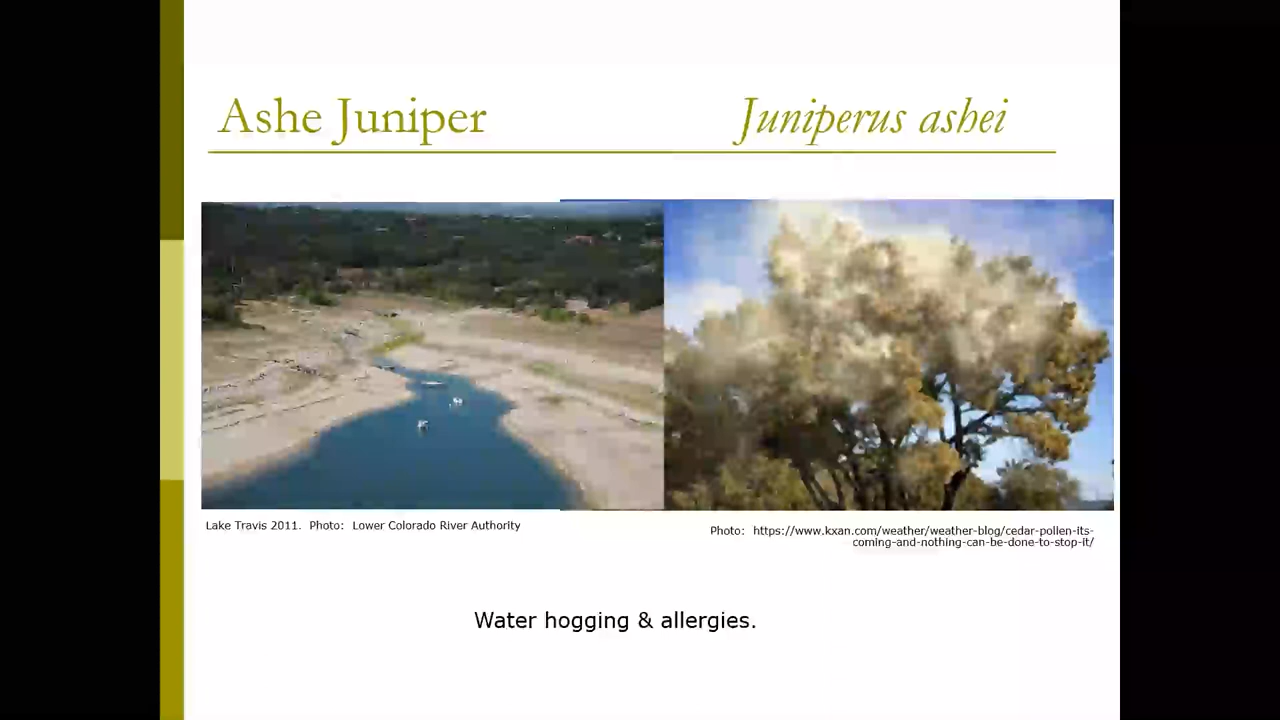 Ashe Juniper Juniperus ashei
Lake Travis 2011. Photo: Lower Colorado River Authority
Photo: https://www.kxan.com/weather/weather-blog/cedar-pollen-its-
coming-and-nothing-can-be-done-to-stop-it/
Water hogging & allergies.